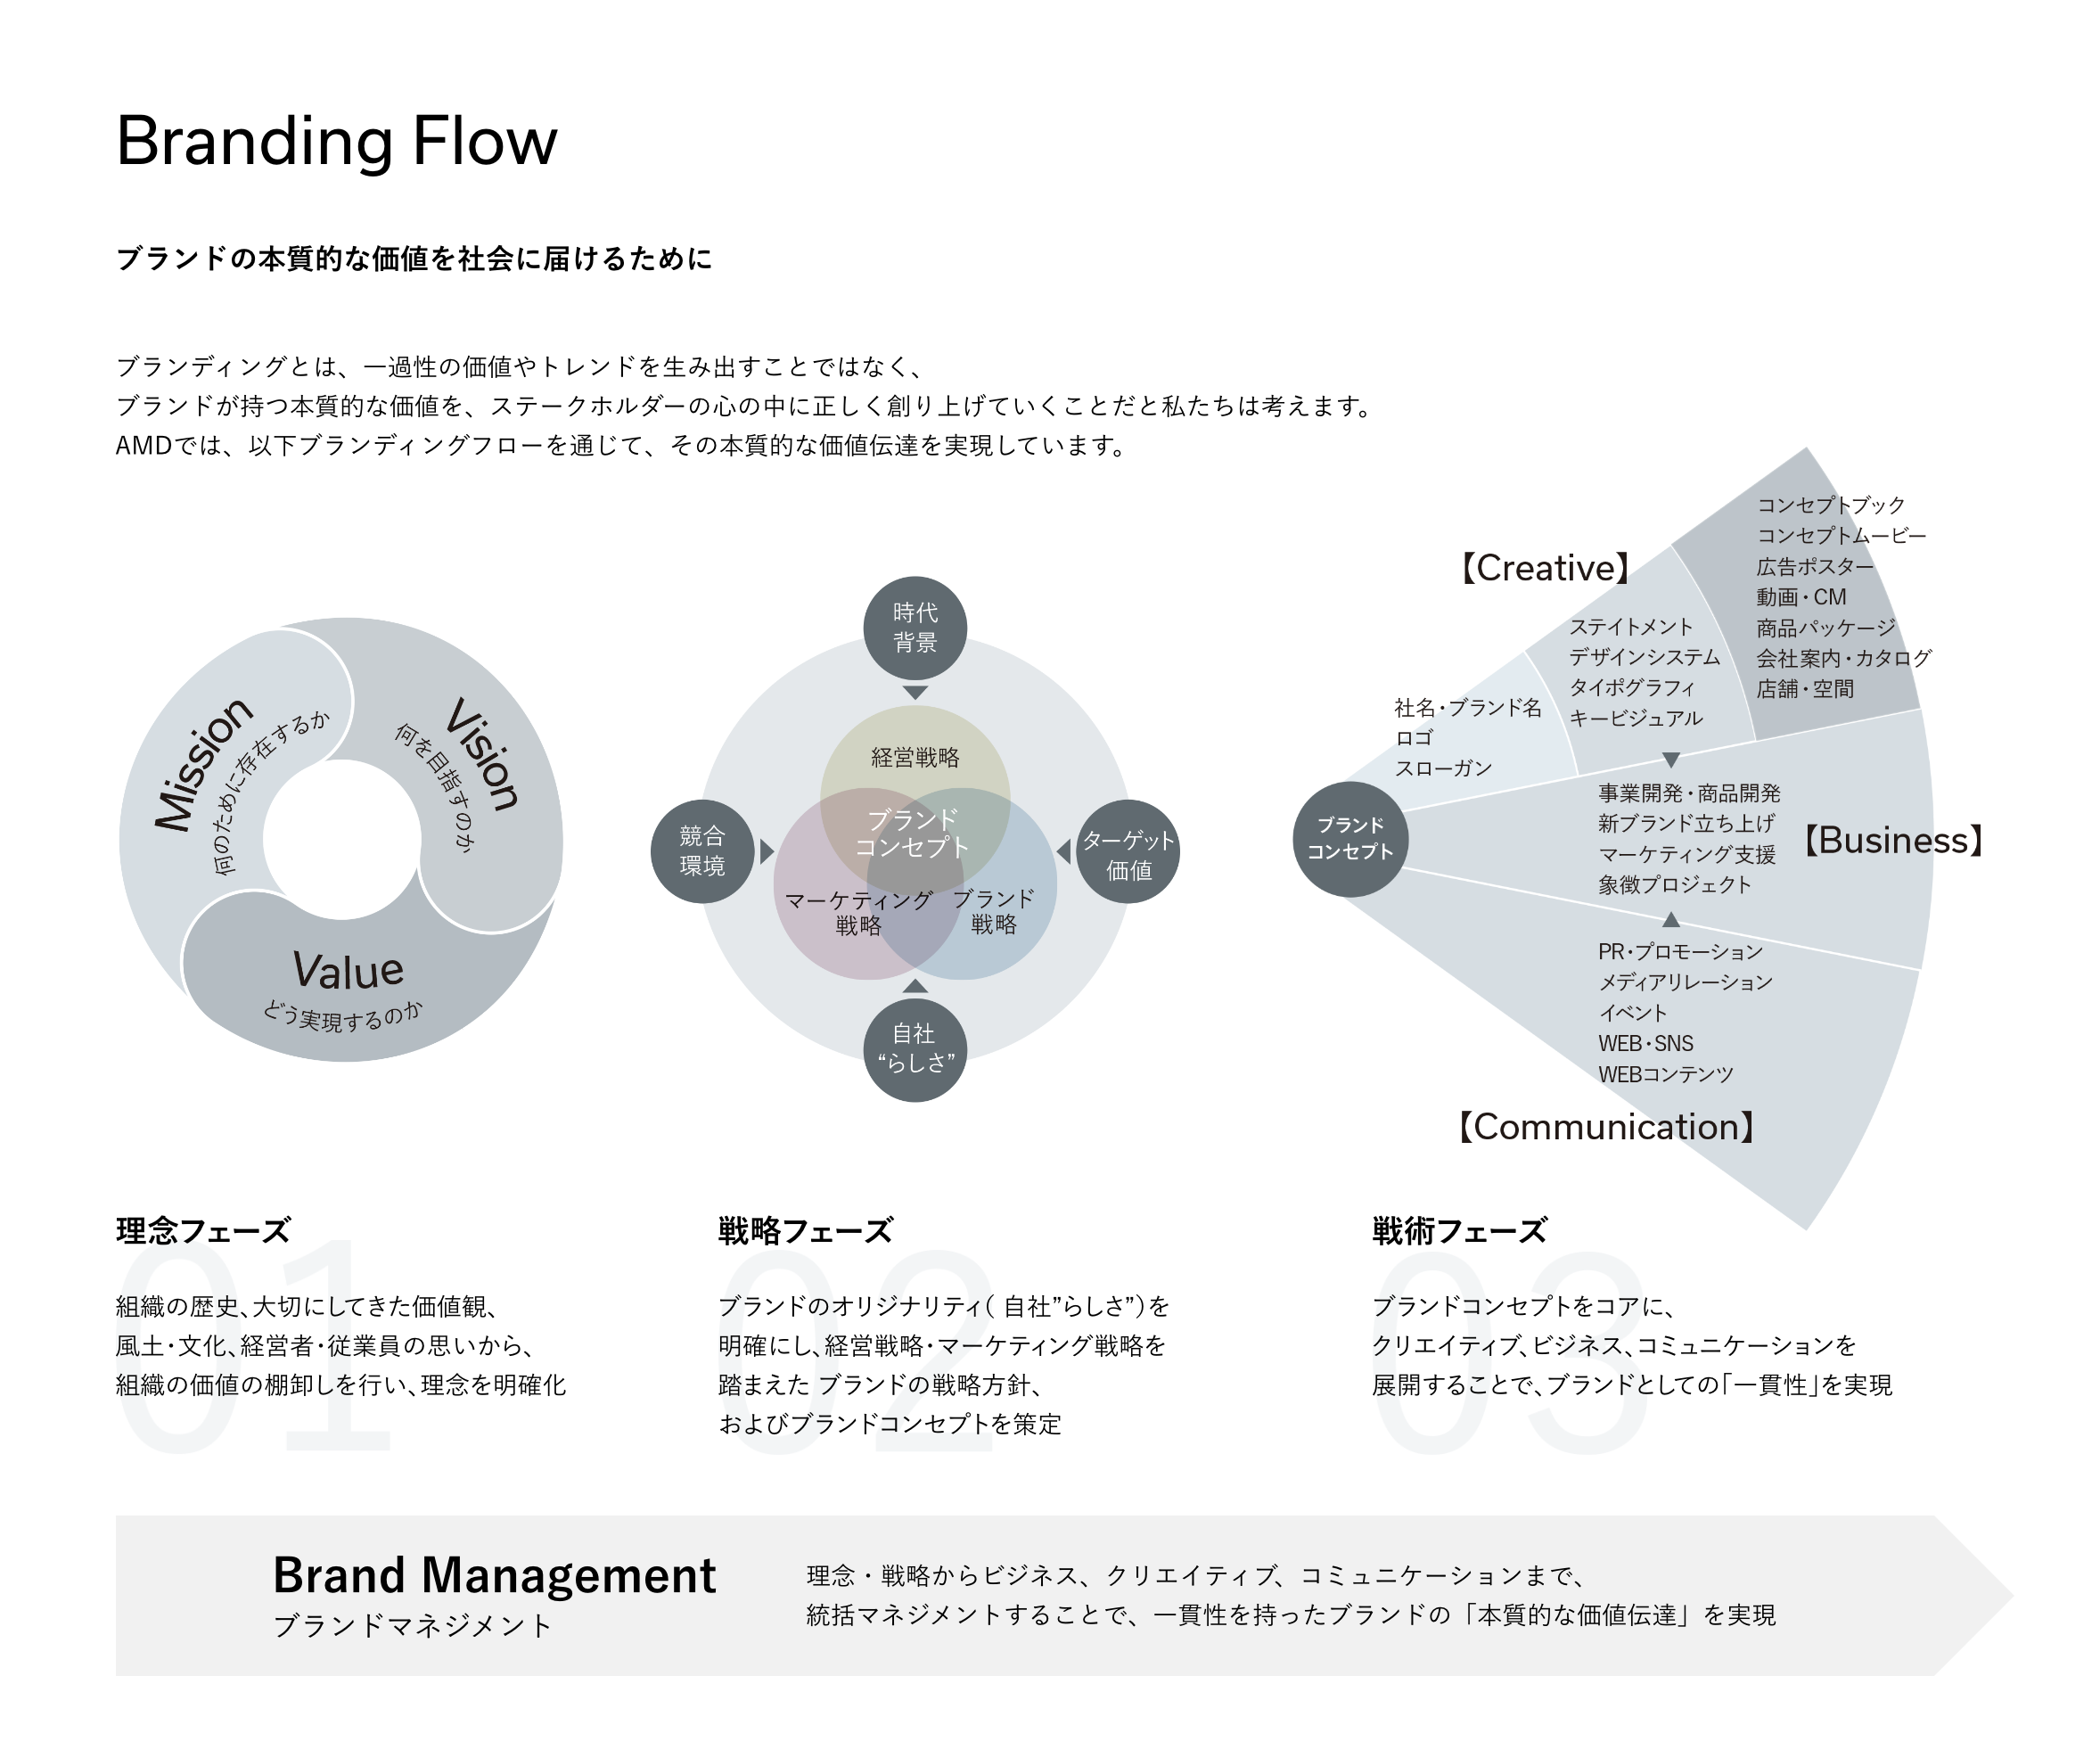 Branding Flow
ブランドの本質的な価値を社会に届けるために
ブランディングとは、一過性の価値やトレンドを生み出すことではなく、
ブランドが持つ本質的な価値を、ステークホルダーの心の中に正しく創り上げていくことだと私たちは考えます。
AMDでは、以下ブランディングフローを通じて、その本質的な価値伝達を実現しています。
Mission
何のために存在するか
Vision
何を目指すのか
Value
どう実現するのか
時代
背景
競合
環境
ターゲット
価値
自社
“らしさ”
経営戦略
ブランド
コンセプト
マーケティング
戦略
ブランド
戦略
ブランド
コンセプト
【Creative】
社名・ブランド名
ロゴ
スローガン
ステイトメント
デザインシステム
タイポグラフィ
キービジュアル
コンセプトブック
コンセプトムービー
広告ポスター
動画・CM
商品パッケージ
会社案内・カタログ
店舗・空間
事業開発・商品開発
新ブランド立ち上げ
マーケティング支援
象徴プロジェクト
【Business】
PR・プロモーション
メディアリレーション
イベント
WEB・SNS
WEBコンテンツ
【Communication】
理念フェーズ
01
組織の歴史、大切にしてきた価値観、
風土・文化、経営者・従業員の思いから、
組織の価値の棚卸しを行い、理念を明確化
戦略フェーズ
02
ブランドのオリジナリティ( 自社”らしさ”)を
明確にし、経営戦略・マーケティング戦略を
踏まえた ブランドの戦略方針、
およびブランドコンセプトを策定
戦術フェーズ
03
ブランドコンセプトをコアに、
クリエイティブ、ビジネス、コミュニケーションを
展開することで、ブランドとしての「一貫性」を実現
Brand Management
ブランドマネジメント
理念・戦略からビジネス、クリエイティブ、コミュニケーションまで、
統括マネジメントすることで、一貫性を持ったブランドの「本質的な価値伝達」を実現